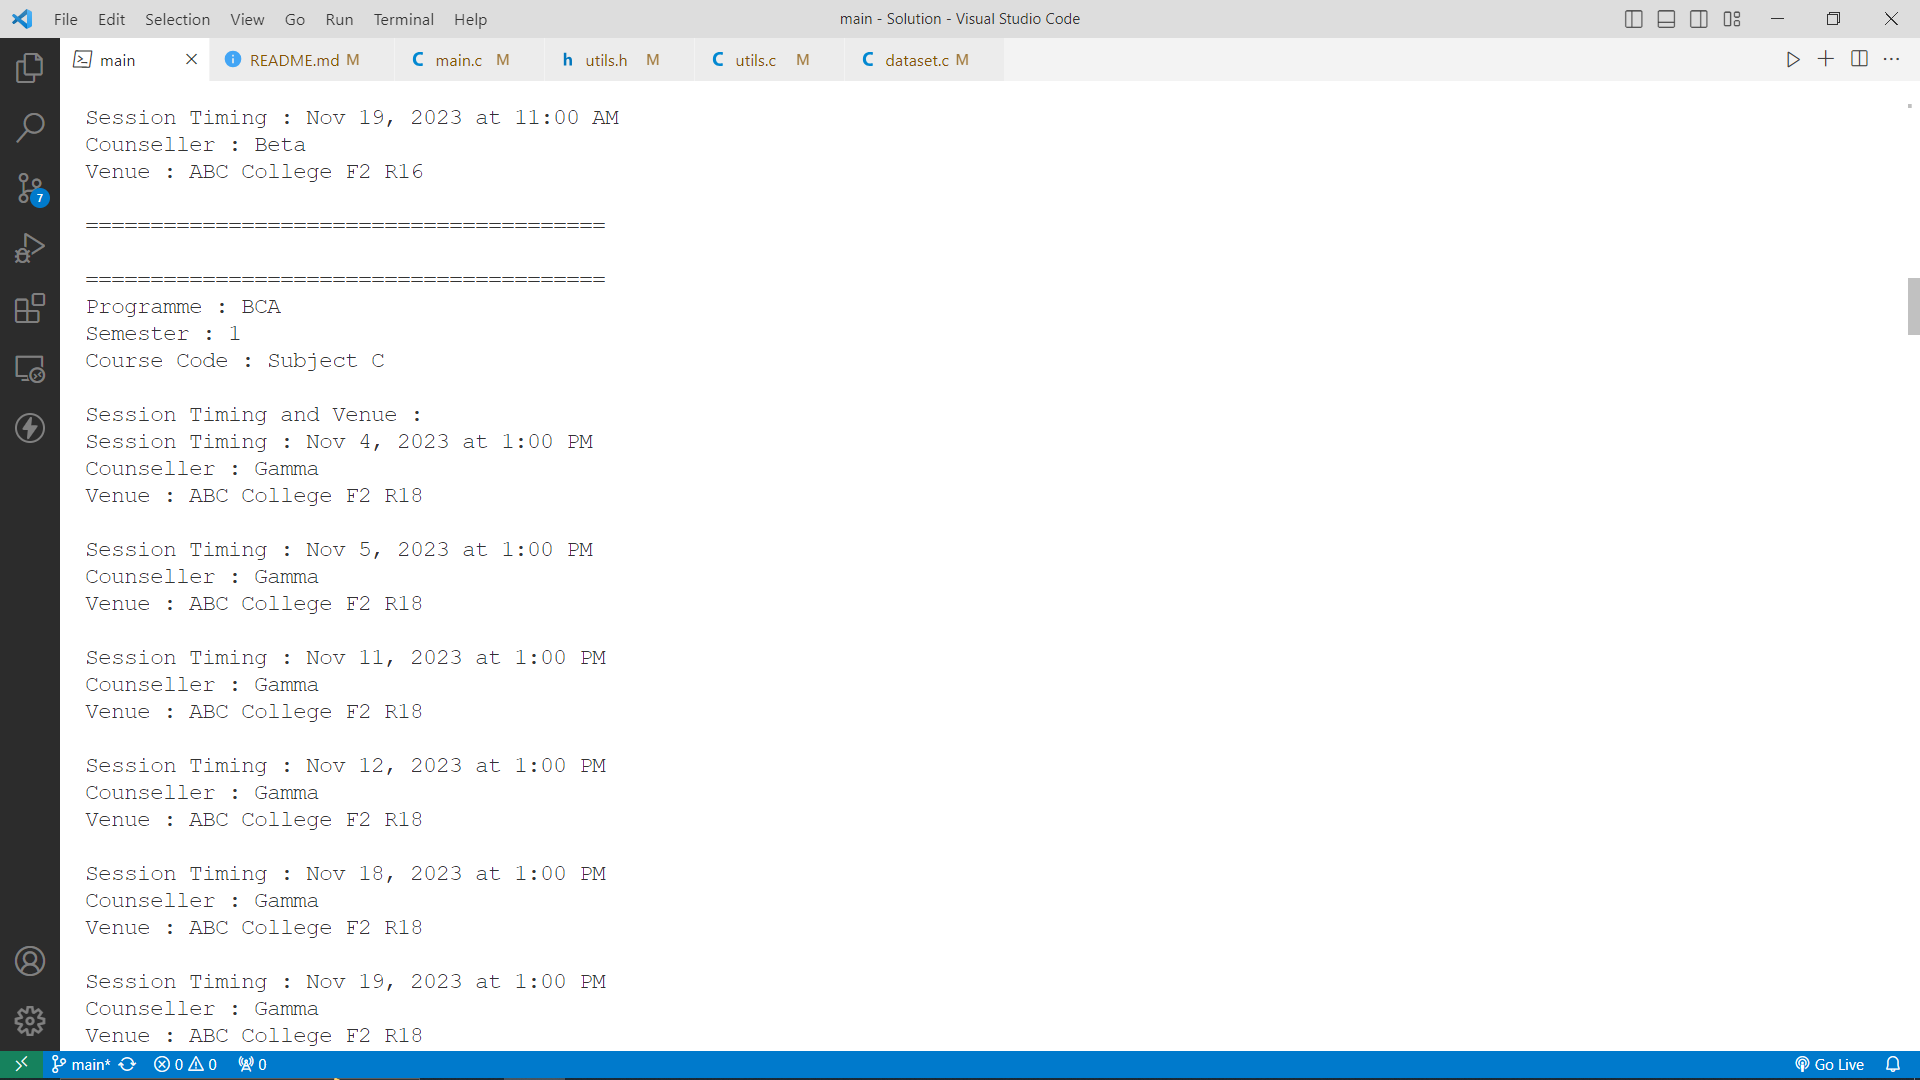 File Edit Selection View Go Run Terminal Help
main - Solution - Visual Studio Code
main
README.md M
C main.c M
h utils.h M
C utils.c M
C dataset.c M
Session Timing : Nov 19, 2023 at 11:00 AM
Counseller : Beta
Venue : ABC College F2 R16
========================================
========================================
Programme : BCA
Semester : 1
Course Code : Subject C
Session Timing and Venue :
Session Timing : Nov 4, 2023 at 1:00 PM
Counseller : Gamma
Venue : ABC College F2 R18
Session Timing : Nov 5, 2023 at 1:00 PM
Counseller : Gamma
Venue : ABC College F2 R18
Session Timing : Nov 11, 2023 at 1:00 PM
Counseller : Gamma
Venue : ABC College F2 R18
Session Timing : Nov 12, 2023 at 1:00 PM
Counseller : Gamma
Venue : ABC College F2 R18
Session Timing : Nov 18, 2023 at 1:00 PM
Counseller : Gamma
Venue : ABC College F2 R18
Session Timing : Nov 19, 2023 at 1:00 PM
Counseller : Gamma
Venue : ABC College F2 R18
7
main* 0 0 0
Go Live